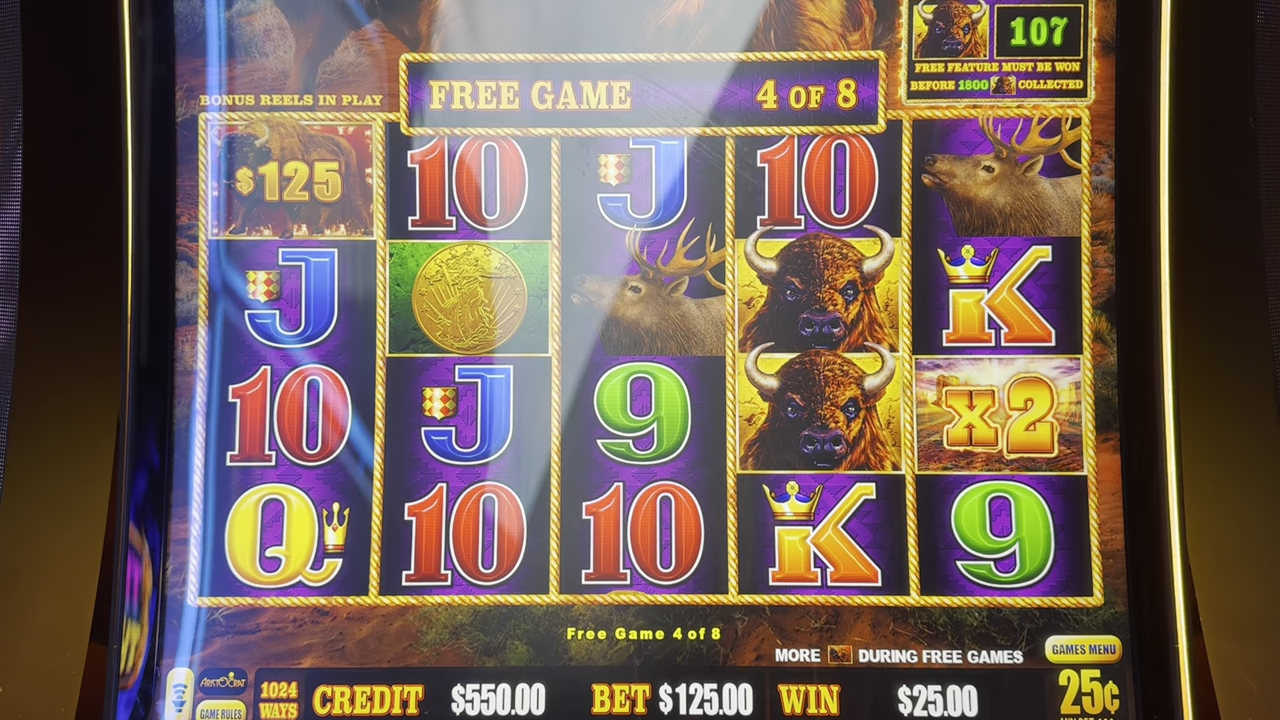 107
FREE FEATURE MUST BE WON
BEFORE 1800 COLLECTED
BONUS REELS IN PLAY
FREE GAME 4 OF 8
$125 10 J 10
J K
10 J 9 X2
Q 10 10 K 9
Free Game 4 of 8
MORE DURING FREE GAMES
GAMES MENU
ARISTOCRAT
GAME RULES
1024 WAYS
CREDIT $550.00 BET $125.00 WIN $25.00
25¢